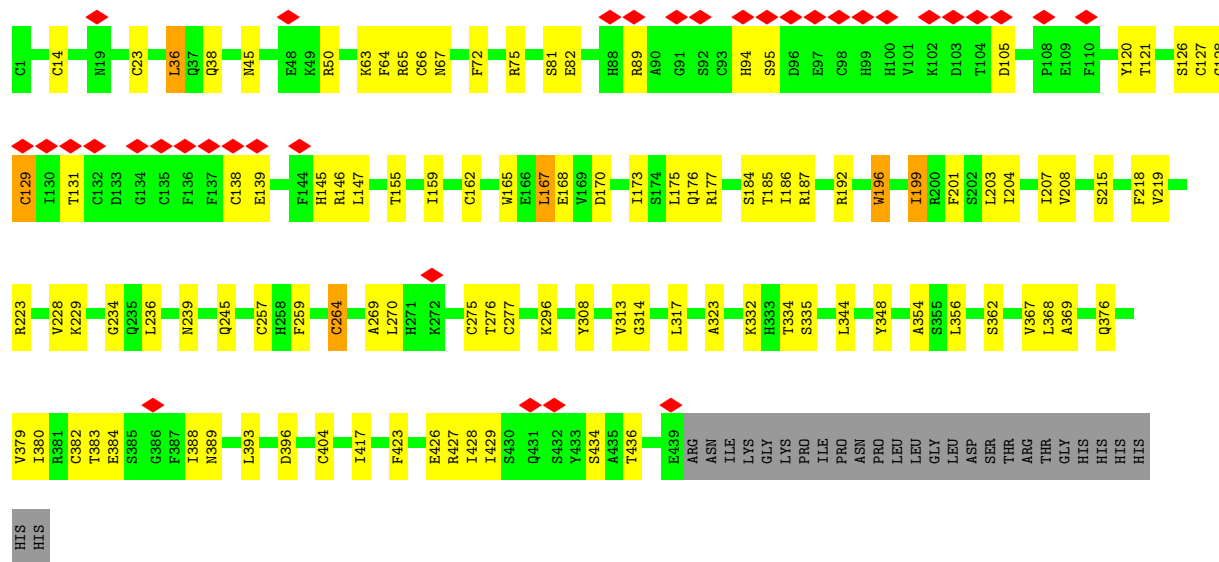 C1 C14 N19 C23 L36 Q37 Q38 N45 E48 K49 R50 K63 F64 R65 C66 N67 F72 R75 S81 E82 H88 R89 A90 G91 S92 C93 H94 S95 D96 E97 C98 H99 H100 V101 K102 D103 T104 D105 P108 E109 F110 Y120 T121 S126 C127
C129 I130 T131 C132 D133 G134 C135 F136 F137 C138 E139 F144 H145 R146 L147 T155 I159 C162 W165 E166 L167 E168 V169 D170 I173 S174 L175 Q176 R177 S184 T185 I186 R187 R192 W196 I199 R200 F201 S202 L203 I204 I207 V208 S215 F218 V219
R223 V228 K229 G234 Q235 L236 N239 Q245 C257 H258 F259 C264 A269 L270 H271 K272 C275 T276 C277 K296 Y308 V313 G314 L317 A323 K332 H333 T334 S335 L344 Y348 A354 S355 L356 S362 V367 L368 A369 Q376
V379 I380 R381 C382 T383 E384 S385 G386 F387 I388 N389 L393 D396 C404 I417 F423 E426 R427 I428 I429 S430 Q431 S432 Y433 S434 A435 T436 E439 ARG ASN ILE LYS GLY LYS PRO ILE PRO ASN PRO LEU LEU GLY LEU ASP SER THR ARG THR GLY HIS HIS HIS HIS
HIS HIS